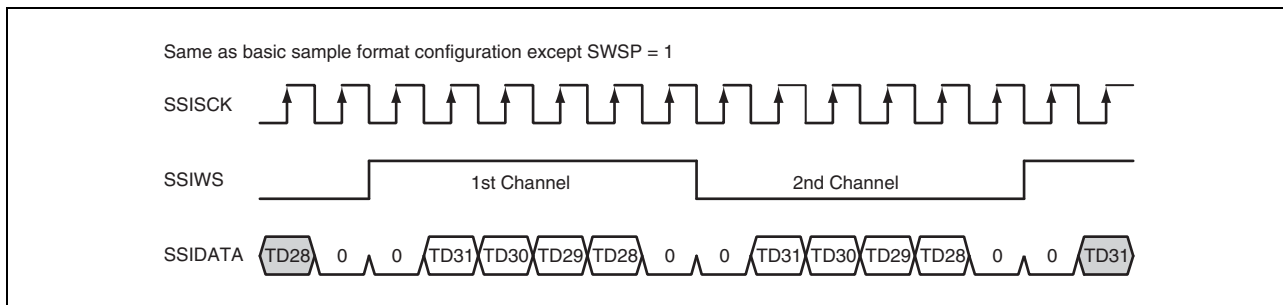 Same as basic sample format configuration except SWSP = 1
SSISCK
SSIWS 1st Channel 2nd Channel
SSIDATA TD28 0 0 TD31 TD30 TD29 TD28 0 0 TD31 TD30 TD29 TD28 0 0 TD31